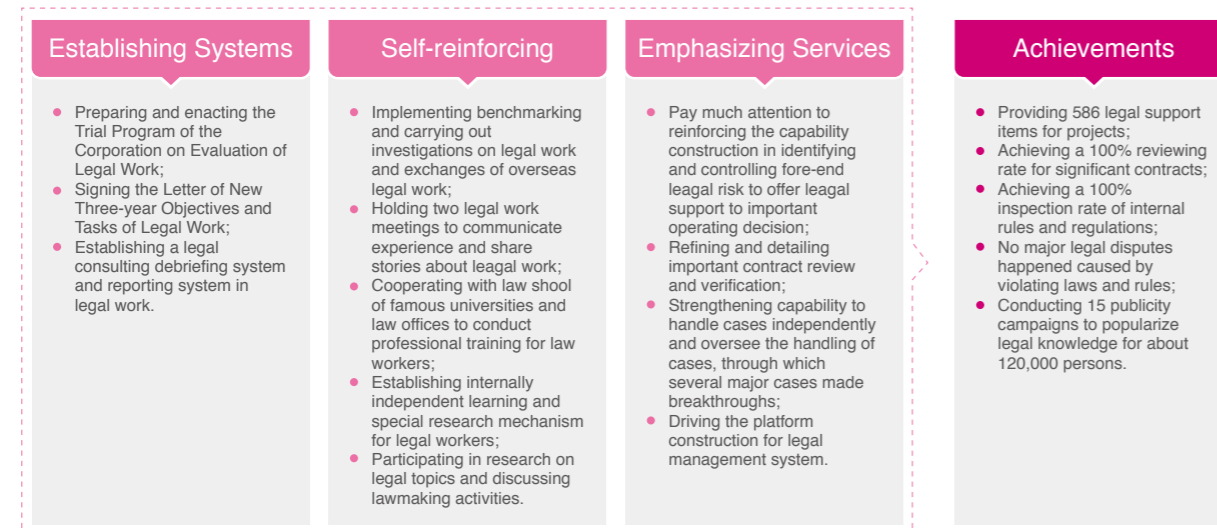 Establishing Systems
Preparing and enacting the
Trial Program of the
Corporation on Evaluation of
Legal Work;
Signing the Letter of New
Three-year Objectives and
Tasks of Legal Work;
Establishing a legal
consulting debriefing system
and reporting system in
legal work.
Self-reinforcing
Implementing benchmarking
and carrying out
investigations on legal work
and exchanges of overseas
legal work;
Holding two legal work
meetings to communicate
experience and share
stories about leagal work;
Cooperating with law shool
of famous universities and
law offices to conduct
professional training for law
workers;
Establishing internally
independent learning and
special research mechanism
for legal workers;
Participating in research on
legal topics and discussing
lawmaking activities.
Emphasizing Services
Pay much attention to
reinforcing the capability
construction in identifying
and controlling fore-end
leagal risk to offer leagal
support to important
operating decision;
Refining and detailing
important contract review
and verification;
Strengthening capability to
handle cases independently
and oversee the handling of
cases, through which
several major cases made
breakthroughs;
Driving the platform
construction for legal
management system.
Achievements
Providing 586 legal support
items for projects;
Achieving a 100% reviewing
rate for significant contracts;
Achieving a 100%
inspection rate of internal
rules and regulations;
No major legal disputes
happened caused by
violating laws and rules;
Conducting 15 publicity
campaigns to popularize
legal knowledge for about
120,000 persons.